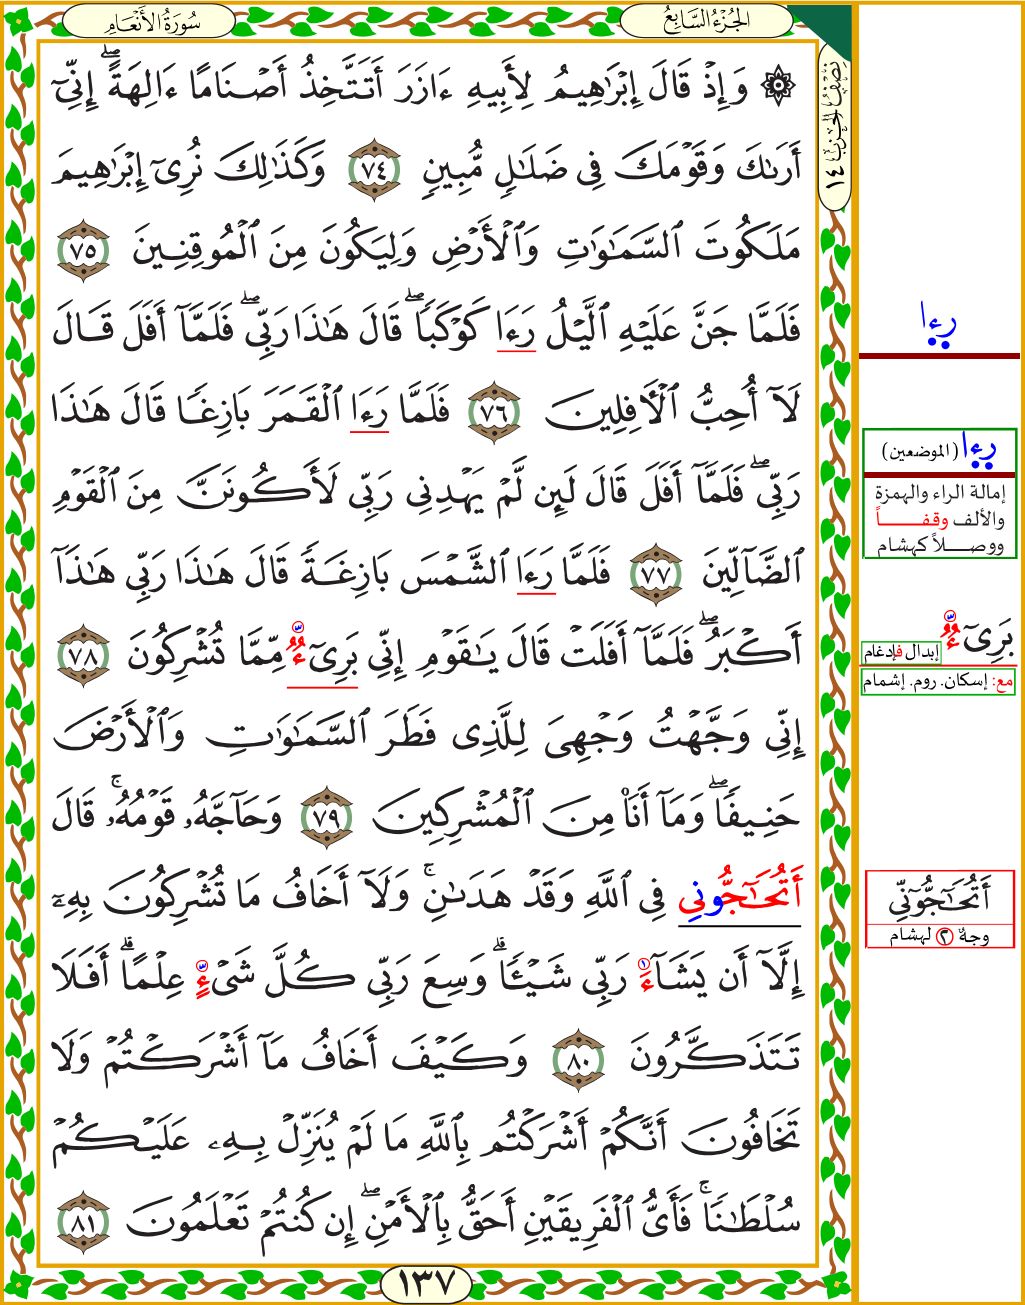 الجُزْءُ السَّابِعُ
سُورَةُ الأَنْعَامِ
نِصْفُ الحِزْبِ ١٤
۞ وَإِذْ قَالَ إِبْرَٰهِيمُ لِأَبِيهِ ءَازَرَ أَتَتَّخِذُ أَصْنَامًا ءَالِهَةًۖ إِنِّىٓ
أَرَىٰكَ وَقَوْمَكَ فِى ضَلَٰلٍ مُّبِينٍ ٧٤ وَكَذَٰلِكَ نُرِىٓ إِبْرَٰهِيمَ
مَلَكُوتَ ٱلسَّمَٰوَٰتِ وَٱلْأَرْضِ وَلِيَكُونَ مِنَ ٱلْمُوقِنِينَ ٧٥
فَلَمَّا جَنَّ عَلَيْهِ ٱلَّيْلُ رَءَا كَوْكَبًاۖ قَالَ هَٰذَا رَبِّىۖ فَلَمَّآ أَفَلَ قَالَ
لَآ أُحِبُّ ٱلْأَفِلِينَ ٧٦ فَلَمَّا رَءَا ٱلْقَمَرَ بَازِغًا قَالَ هَٰذَا
رَبِّىۖ فَلَمَّآ أَفَلَ قَالَ لَئِن لَّمْ يَهْدِنِى رَبِّى لَأَكُونَنَّ مِنَ ٱلْقَوْمِ
ٱلضَّآلِّينَ ٧٧ فَلَمَّا رَءَا ٱلشَّمْسَ بَازِغَةً قَالَ هَٰذَا رَبِّى هَٰذَآ
أَكْبَرُۖ فَلَمَّآ أَفَلَتْ قَالَ يَٰقَوْمِ إِنِّى بَرِىٓءٌ مِّمَّا تُشْرِكُونَ ٧٨
إِنِّى وَجَّهْتُ وَجْهِىَ لِلَّذِى فَطَرَ ٱلسَّمَٰوَٰتِ وَٱلْأَرْضَ
حَنِيفًاۖ وَمَآ أَنَا۠ مِنَ ٱلْمُشْرِكِينَ ٧٩ وَحَآجَّهُۥ قَوْمُهُۥۚ قَالَ
أَتُحَٰٓجُّونِى فِى ٱللَّهِ وَقَدْ هَدَىٰنِۚ وَلَآ أَخَافُ مَا تُشْرِكُونَ بِهِۦٓ
إِلَّآ أَن يَشَآءَ رَبِّى شَيْـًٔاۗ وَسِعَ رَبِّى كُلَّ شَىْءٍ عِلْمًاۗ أَفَلَا
تَتَذَكَّرُونَ ٨٠ وَكَيْفَ أَخَافُ مَآ أَشْرَكْتُمْ وَلَا
تَخَافُونَ أَنَّكُمْ أَشْرَكْتُم بِٱللَّهِ مَا لَمْ يُنَزِّلْ بِهِۦ عَلَيْكُمْ
سُلْطَٰنًاۚ فَأَىُّ ٱلْفَرِيقَيْنِ أَحَقُّ بِٱلْأَمْنِۖ إِن كُنتُمْ تَعْلَمُونَ ٨١
١٣٧
رءا
رءا (الموضعين)
إمالة الراء والهمزة
والألف وقفاً
ووصلاً كهشام
بَرِىٓءٌ
إبدال فإدغام
مع: إسكان. روم. إشمام
أَتُحَٰٓجُّوٓنِّى
وجهٌ ٢ لهشام